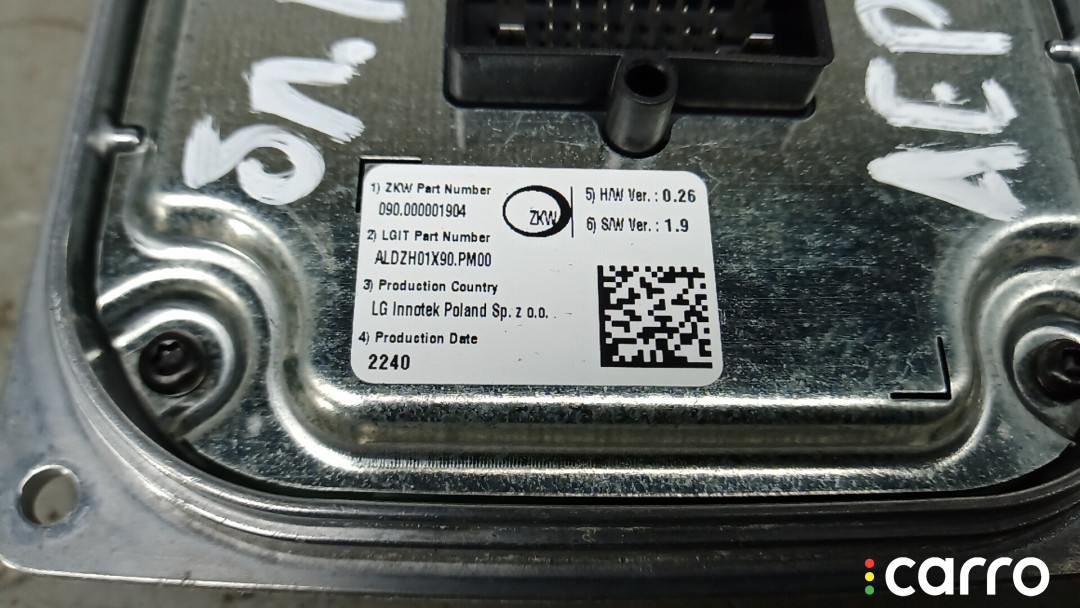 1) ZKW Part Number
090.000001904
2) LGIT Part Number
ALDZH01X90.PM00
3) Production Country
LG Innotek Poland Sp. z o.o.
4) Production Date
2240
ZKW
5) H/W Ver. : 0.26
6) S/W Ver. : 1.9
carro